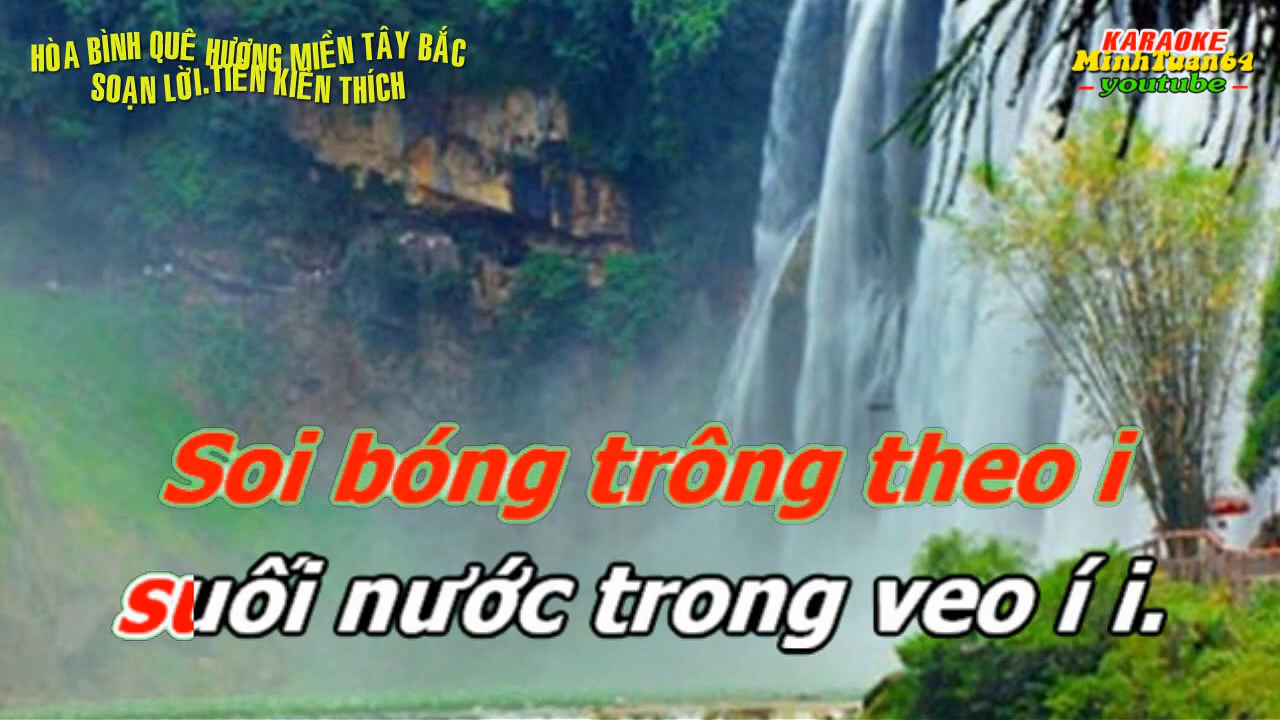 HÒA BÌNH QUÊ HƯƠNG MIỀN TÂY BẮC
SOẠN LỜI.TIẾN KIÊN THÍCH
KARAOKE
MinhTuan64
- youtube -
Soi bóng trông theo i
suối nước trong veo í i.